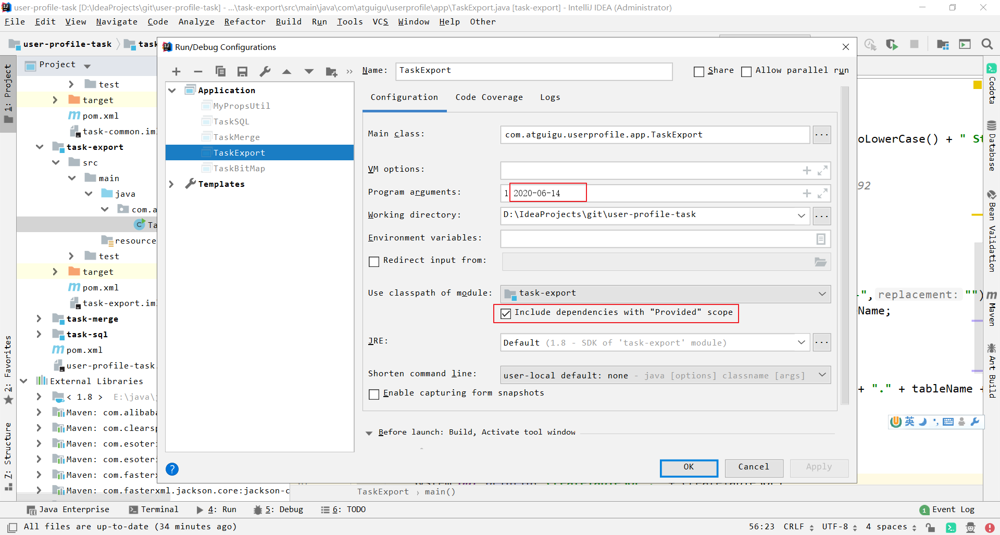 user-profile-task [D:\IdeaProjects\git\user-profile-task] - ...\task-export\src\main\java\com\atguigu\userprofile\app\TaskExport.java [task-export] - IntelliJ IDEA (Administrator)
File Edit View Navigate Code Analyze Refactor Build Run Tools VCS Window Help Other
user-profile-task
Run/Debug Configurations
1: Project
Project
test
target
pom.xml
task-common.iml
task-export
src
main
java
com.a
Ta
resource
test
target
pom.xml
task-export.iml
task-merge
task-sql
pom.xml
user-profile-task.
External Libraries
< 1.8 > E:\java\
Maven: com.alibaba
Maven: com.clearsp
Maven: com.esoteri
Maven: com.esoteri
Maven: com.fasterx
Maven: com.fasterxml.jackson.core:jackson-c
2: Favorites
7: Structure
Application
MyPropsUtil
TaskSQL
TaskMerge
TaskExport
TaskBitMap
Templates
Name: TaskExport
Share
Allow parallel run
Configuration Code Coverage Logs
Main class: com.atguigu.userprofile.app.TaskExport
VM options:
Program arguments: 1 2020-06-14
Working directory: D:\IdeaProjects\git\user-profile-task
Environment variables:
Redirect input from:
Use classpath of module: task-export
Include dependencies with "Provided" scope
JRE: Default (1.8 - SDK of 'task-export' module)
Shorten command line: user-local default: none - java [options] classname [args]
Enable capturing form snapshots
Before launch: Build, Activate tool window
OK Cancel Apply
oLowerCase() + " St
92
-", replacement: "")
Name;
+ "." + tableName +
英
Codota
Database
Bean Validation
Maven
Ant Build
TaskExport › main()
Java Enterprise Terminal 4: Run 5: Debug 6: TODO
1 Event Log
All files are up-to-date (34 minutes ago)
56:23 CRLF UTF-8 4 spaces